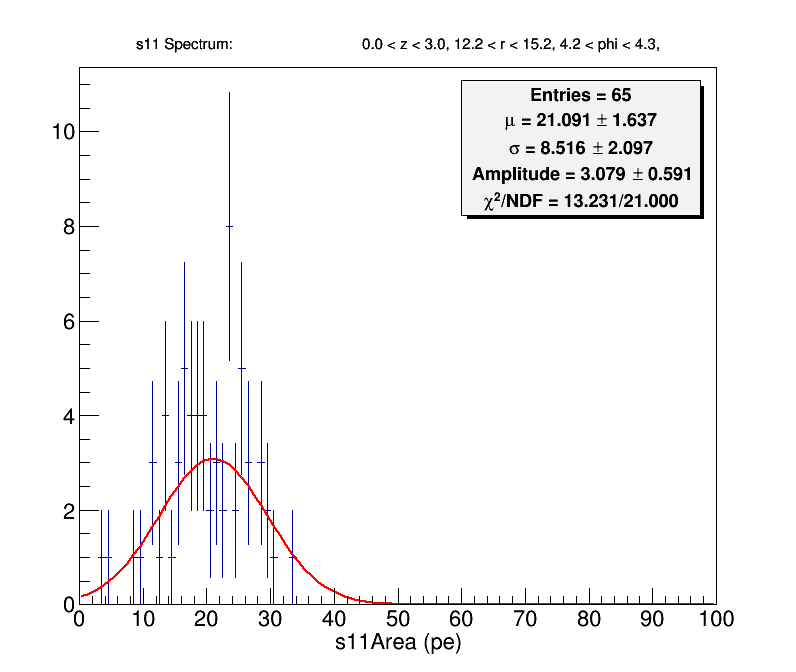 s11 Spectrum: 0.0 < z < 3.0, 12.2 < r < 15.2, 4.2 < phi < 4.3,
Entries = 65
μ = 21.091 ± 1.637
σ = 8.516 ± 2.097
Amplitude = 3.079 ± 0.591
χ²/NDF = 13.231/21.000
10
8
6
4
2
0
0 10 20 30 40 50 60 70 80 90 100
s11Area (pe)